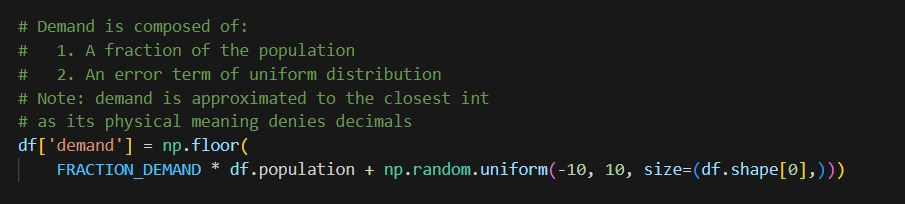 # Demand is composed of:
#   1. A fraction of the population
#   2. An error term of uniform distribution
# Note: demand is approximated to the closest int
# as its physical meaning denies decimals
df['demand'] = np.floor(
    FRACTION_DEMAND * df.population + np.random.uniform(-10, 10, size=(df.shape[0],)))